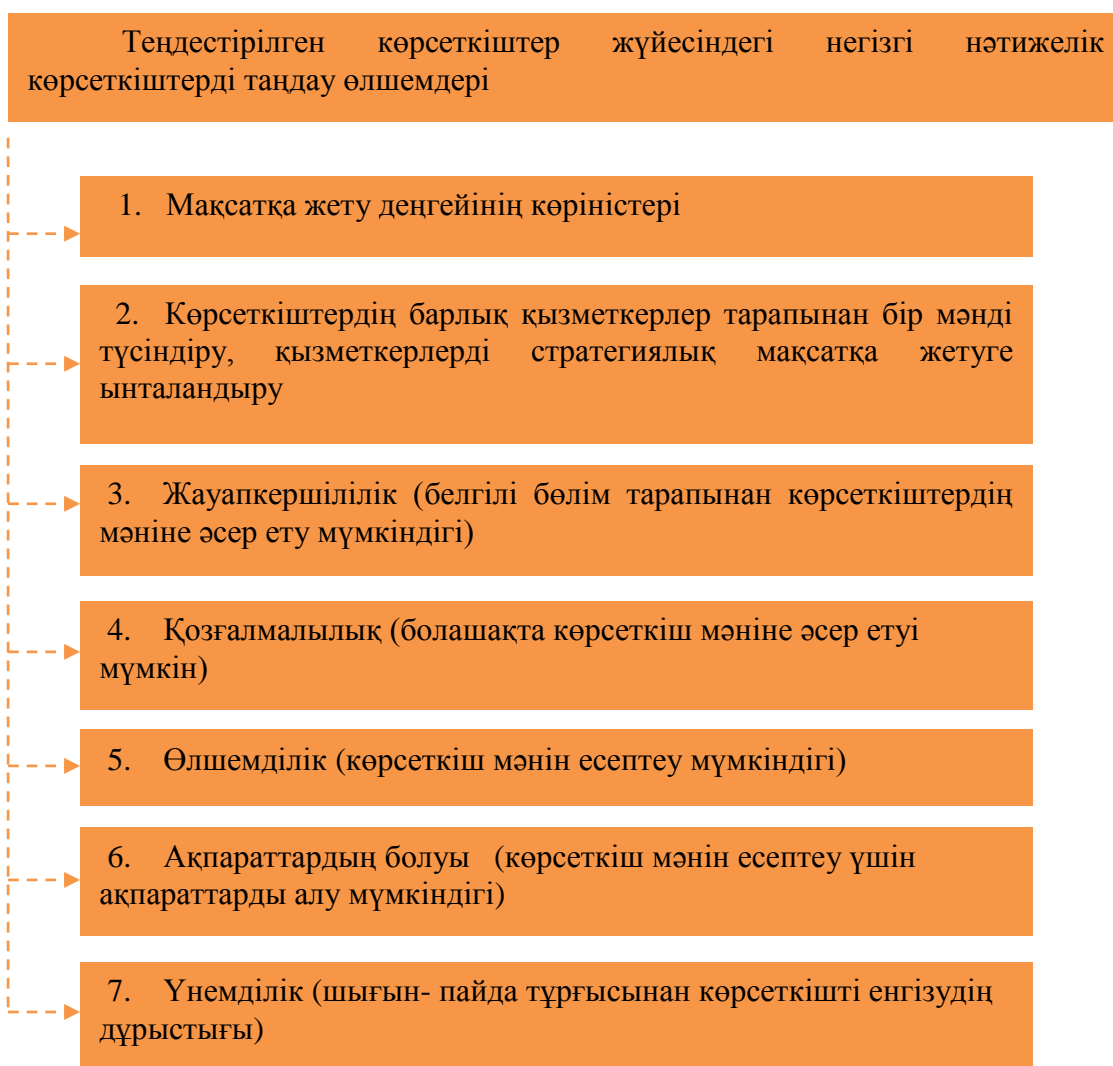 Теңдестірілген көрсеткіштер жүйесіндегі негізгі нәтижелік
көрсеткіштерді таңдау өлшемдері
1. Мақсатқа жету деңгейінің көріністері
2. Көрсеткіштердің барлық қызметкерлер тарапынан бір мәнді
түсіндіру, қызметкерлерді стратегиялық мақсатқа жетуге
ынталандыру
3. Жауапкершілілік (белгілі бөлім тарапынан көрсеткіштердің
мәніне әсер ету мүмкіндігі)
4. Қозғалмалылық (болашақта көрсеткіш мәніне әсер етуі
мүмкін)
5. Өлшемділік (көрсеткіш мәнін есептеу мүмкіндігі)
6. Ақпараттардың болуы (көрсеткіш мәнін есептеу үшін
ақпараттарды алу мүмкіндігі)
7. Үнемділік (шығын- пайда тұрғысынан көрсеткішті енгізудің
дұрыстығы)